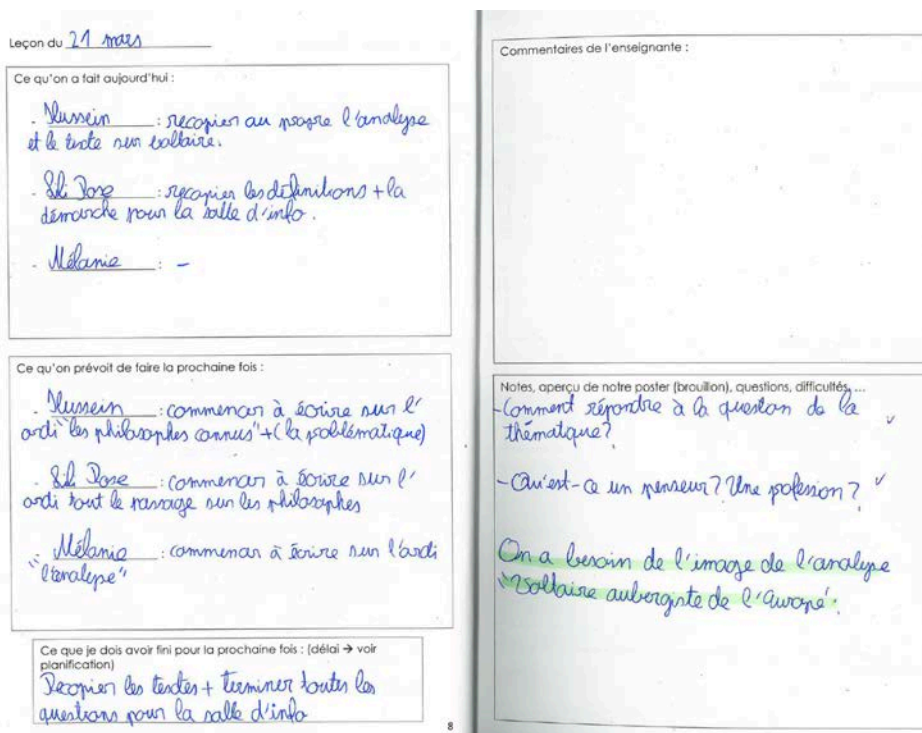 Leçon du 21 mars
Ce qu'on a fait aujourd'hui :
- Hussein : recopier au propre l'analyse
et le texte sur voltaire.
- Lili Rose : recopier les définitions + la
démarche pour la salle d'info.
- Mélanie : -
Ce qu'on prévoit de faire la prochaine fois :
- Hussein : commencer à écrire sur l'
ordi "les philosophes connus" + (la problématique)
- Lili Rose : commencer à écrire sur l'
ordi tout le passage sur les philosophes
- Mélanie : commencer à écrire sur l'ordi
"l'analyse"
Ce que je dois avoir fini pour la prochaine fois : (délai → voir
planification)
Recopier les textes + terminer toutes les
questions pour la salle d'info
8
Commentaires de l'enseignante :
Notes, aperçu de notre poster (brouillon), questions, difficultés, ...
- Comment répondre à la question de la
thématique?
- Qu'est-ce un penseur? Une profession?
On a besoin de l'image de l'analyse
"Voltaire aubergiste de l'